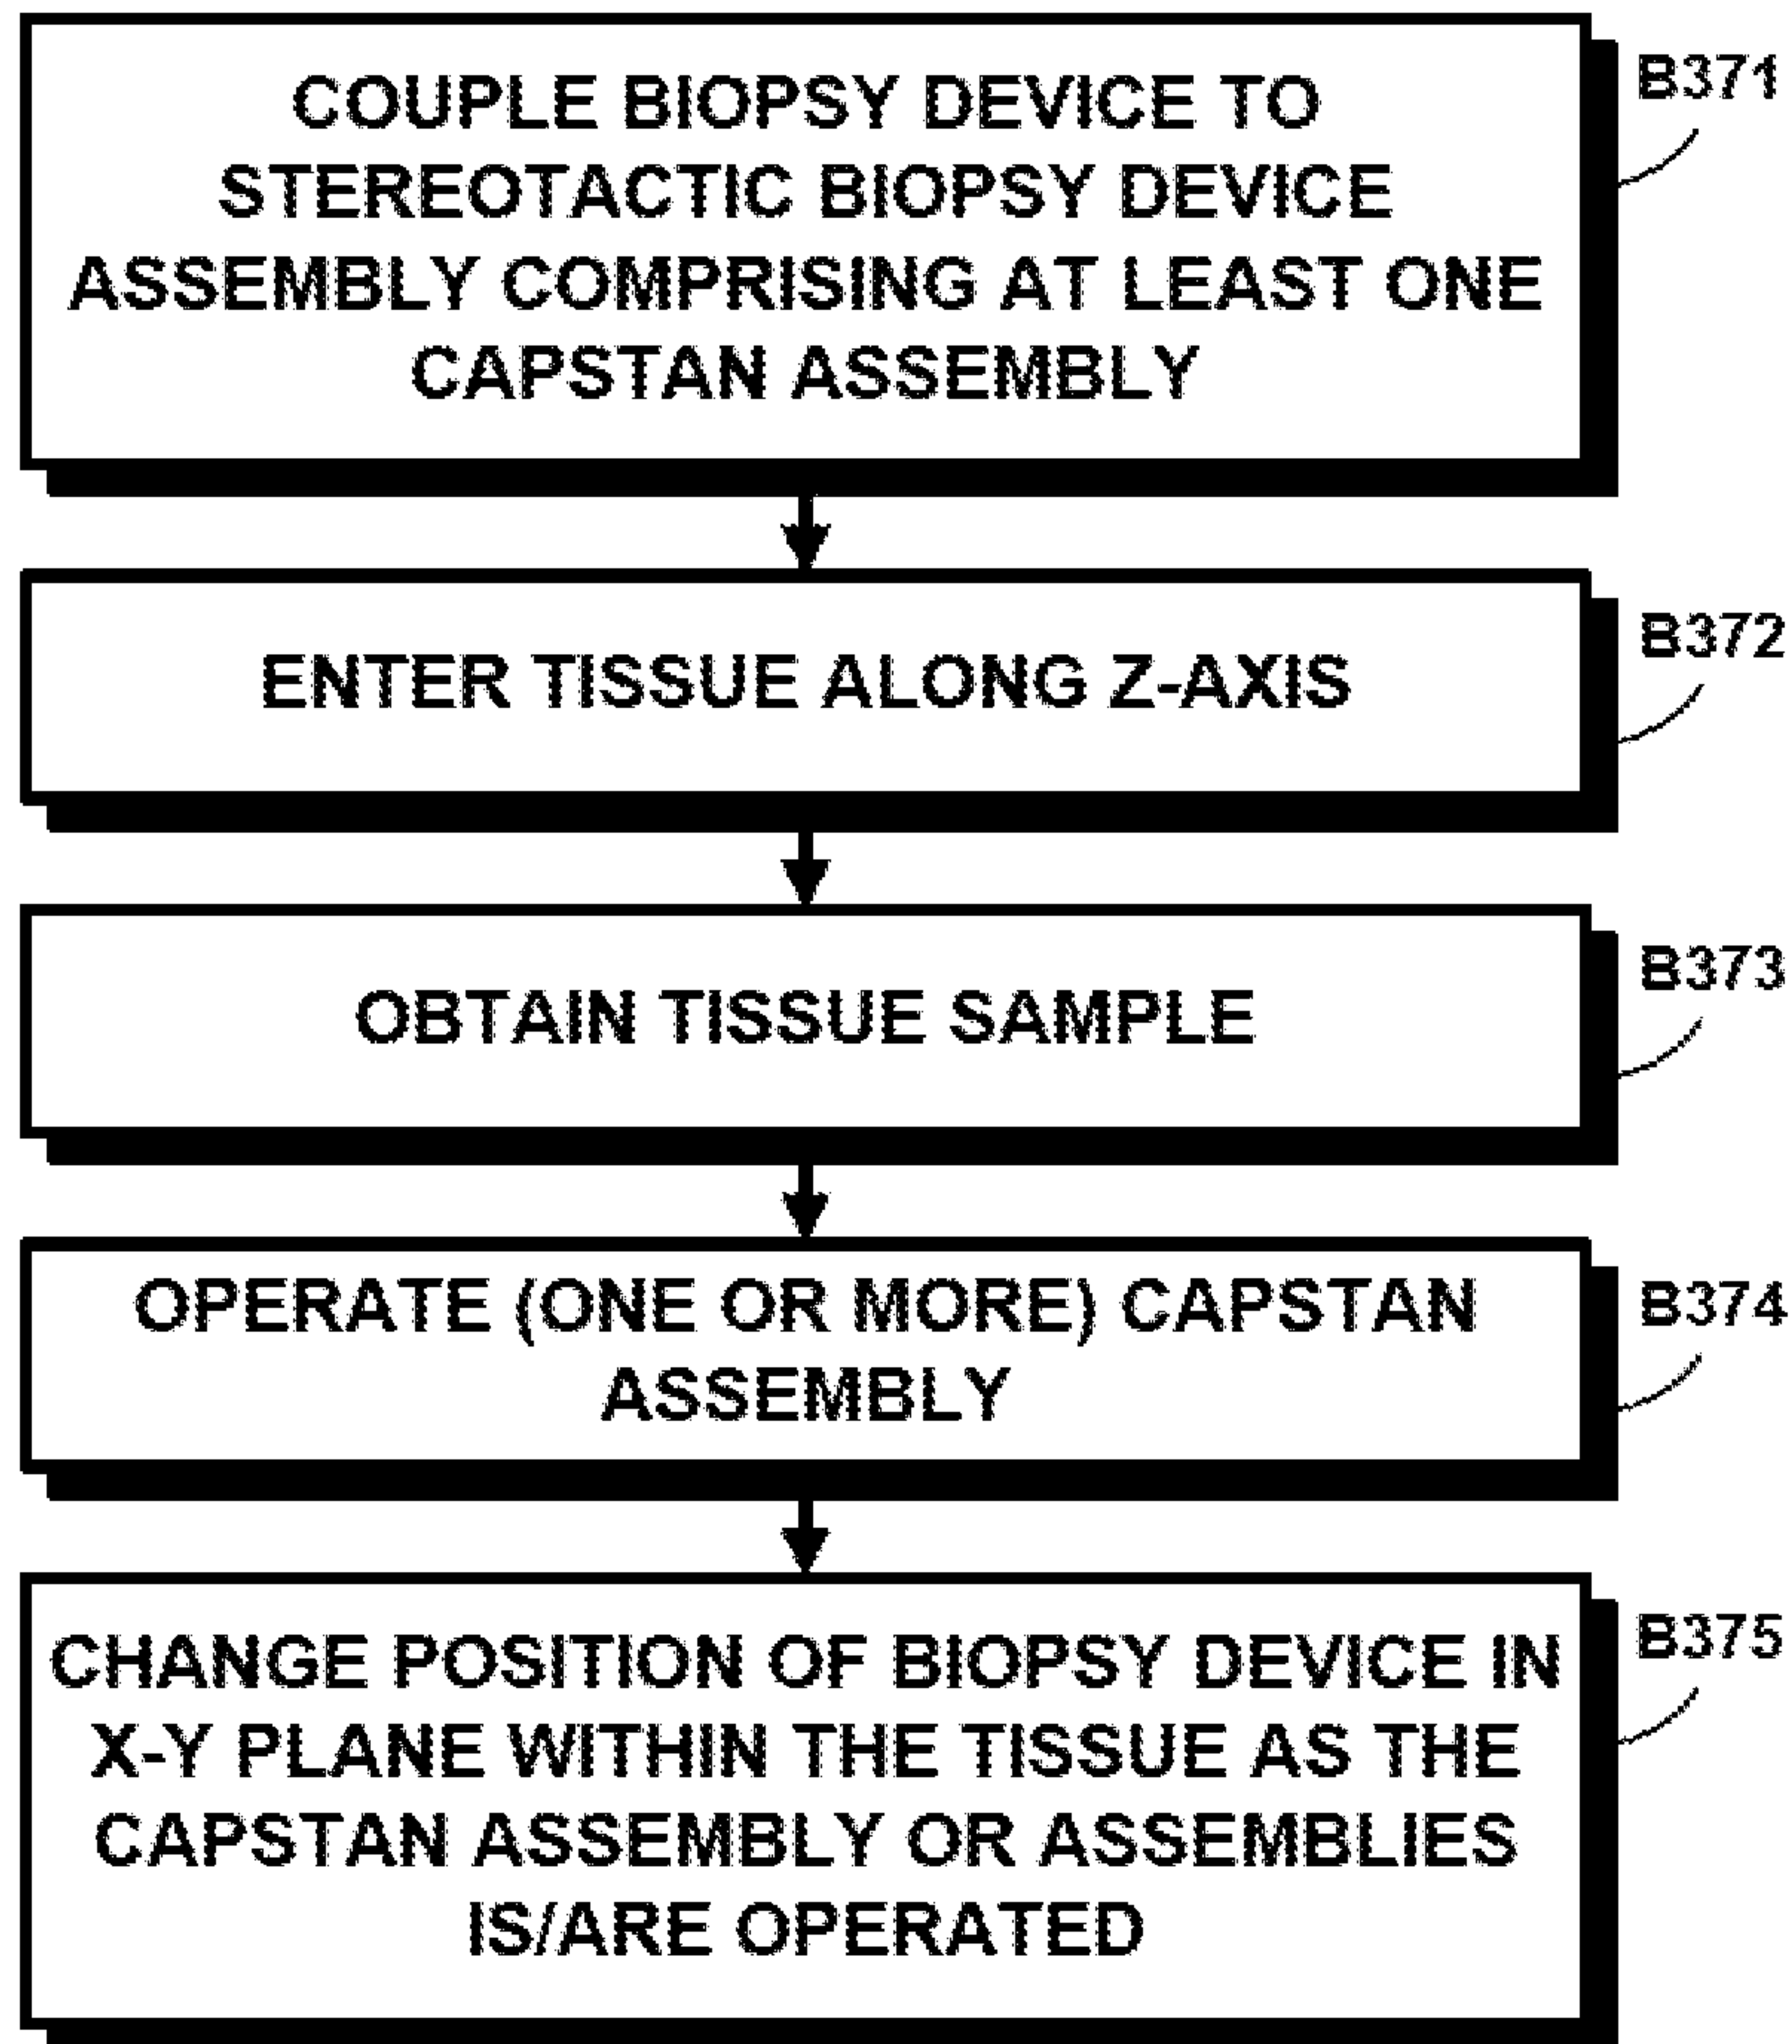 COUPLE BIOPSY DEVICE TO
STEREOTACTIC BIOPSY DEVICE
ASSEMBLY COMPRISING AT LEAST ONE
CAPSTAN ASSEMBLY
B371
ENTER TISSUE ALONG Z-AXIS
B372
OBTAIN TISSUE SAMPLE
B373
OPERATE (ONE OR MORE) CAPSTAN
ASSEMBLY
B374
CHANGE POSITION OF BIOPSY DEVICE IN
X-Y PLANE WITHIN THE TISSUE AS THE
CAPSTAN ASSEMBLY OR ASSEMBLIES
IS/ARE OPERATED
B375